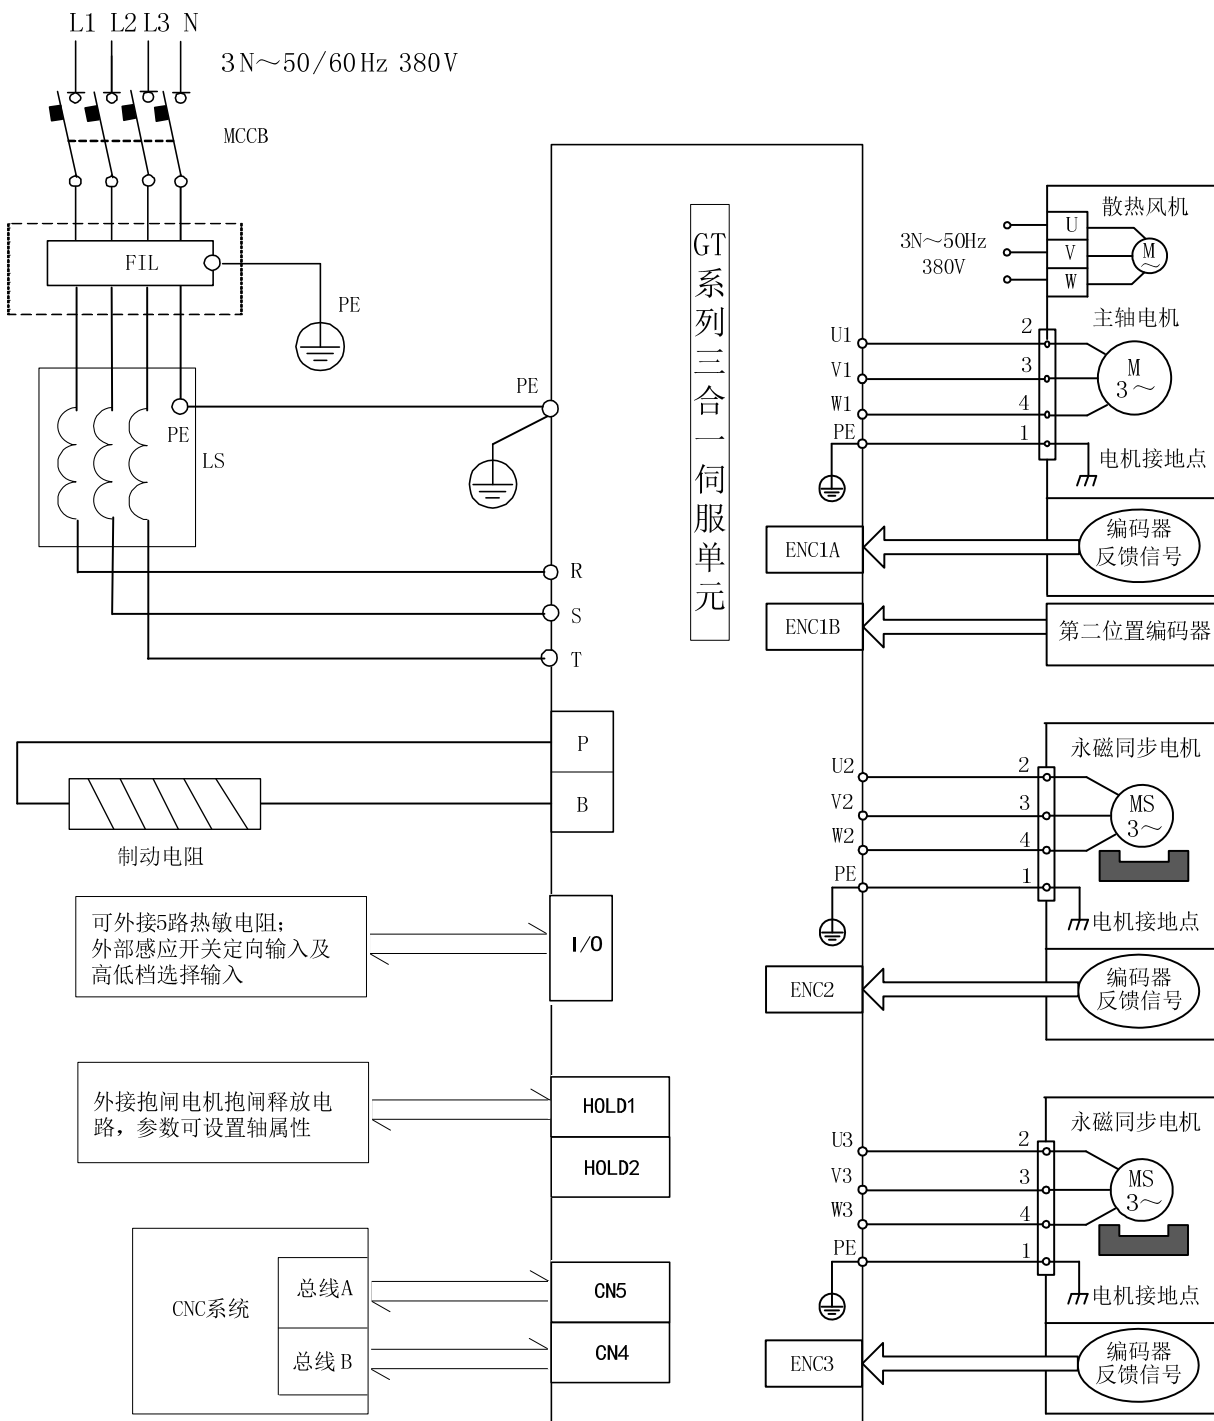 L1 L2 L3 N
3N～50/60Hz 380V
MCCB
FIL
PE
PE
LS
PE
R
S
T
P
B
制动电阻
可外接5路热敏电阻；
外部感应开关定向输入及
高低档选择输入
I/O
外接抱闸电机抱闸释放电
路，参数可设置轴属性
HOLD1
HOLD2
CNC系统
总线A
总线B
CN5
CN4
GT
系
列
三
合
一
伺
服
单
元
散热风机
3N～50Hz
380V
U
V
W
M
～
主轴电机
U1
V1
W1
PE
2
3
4
1
M
3～
电机接地点
ENC1A
编码器
反馈信号
ENC1B
第二位置编码器
永磁同步电机
U2
V2
W2
PE
2
3
4
1
MS
3～
电机接地点
ENC2
编码器
反馈信号
永磁同步电机
U3
V3
W3
PE
2
3
4
1
MS
3～
电机接地点
ENC3
编码器
反馈信号